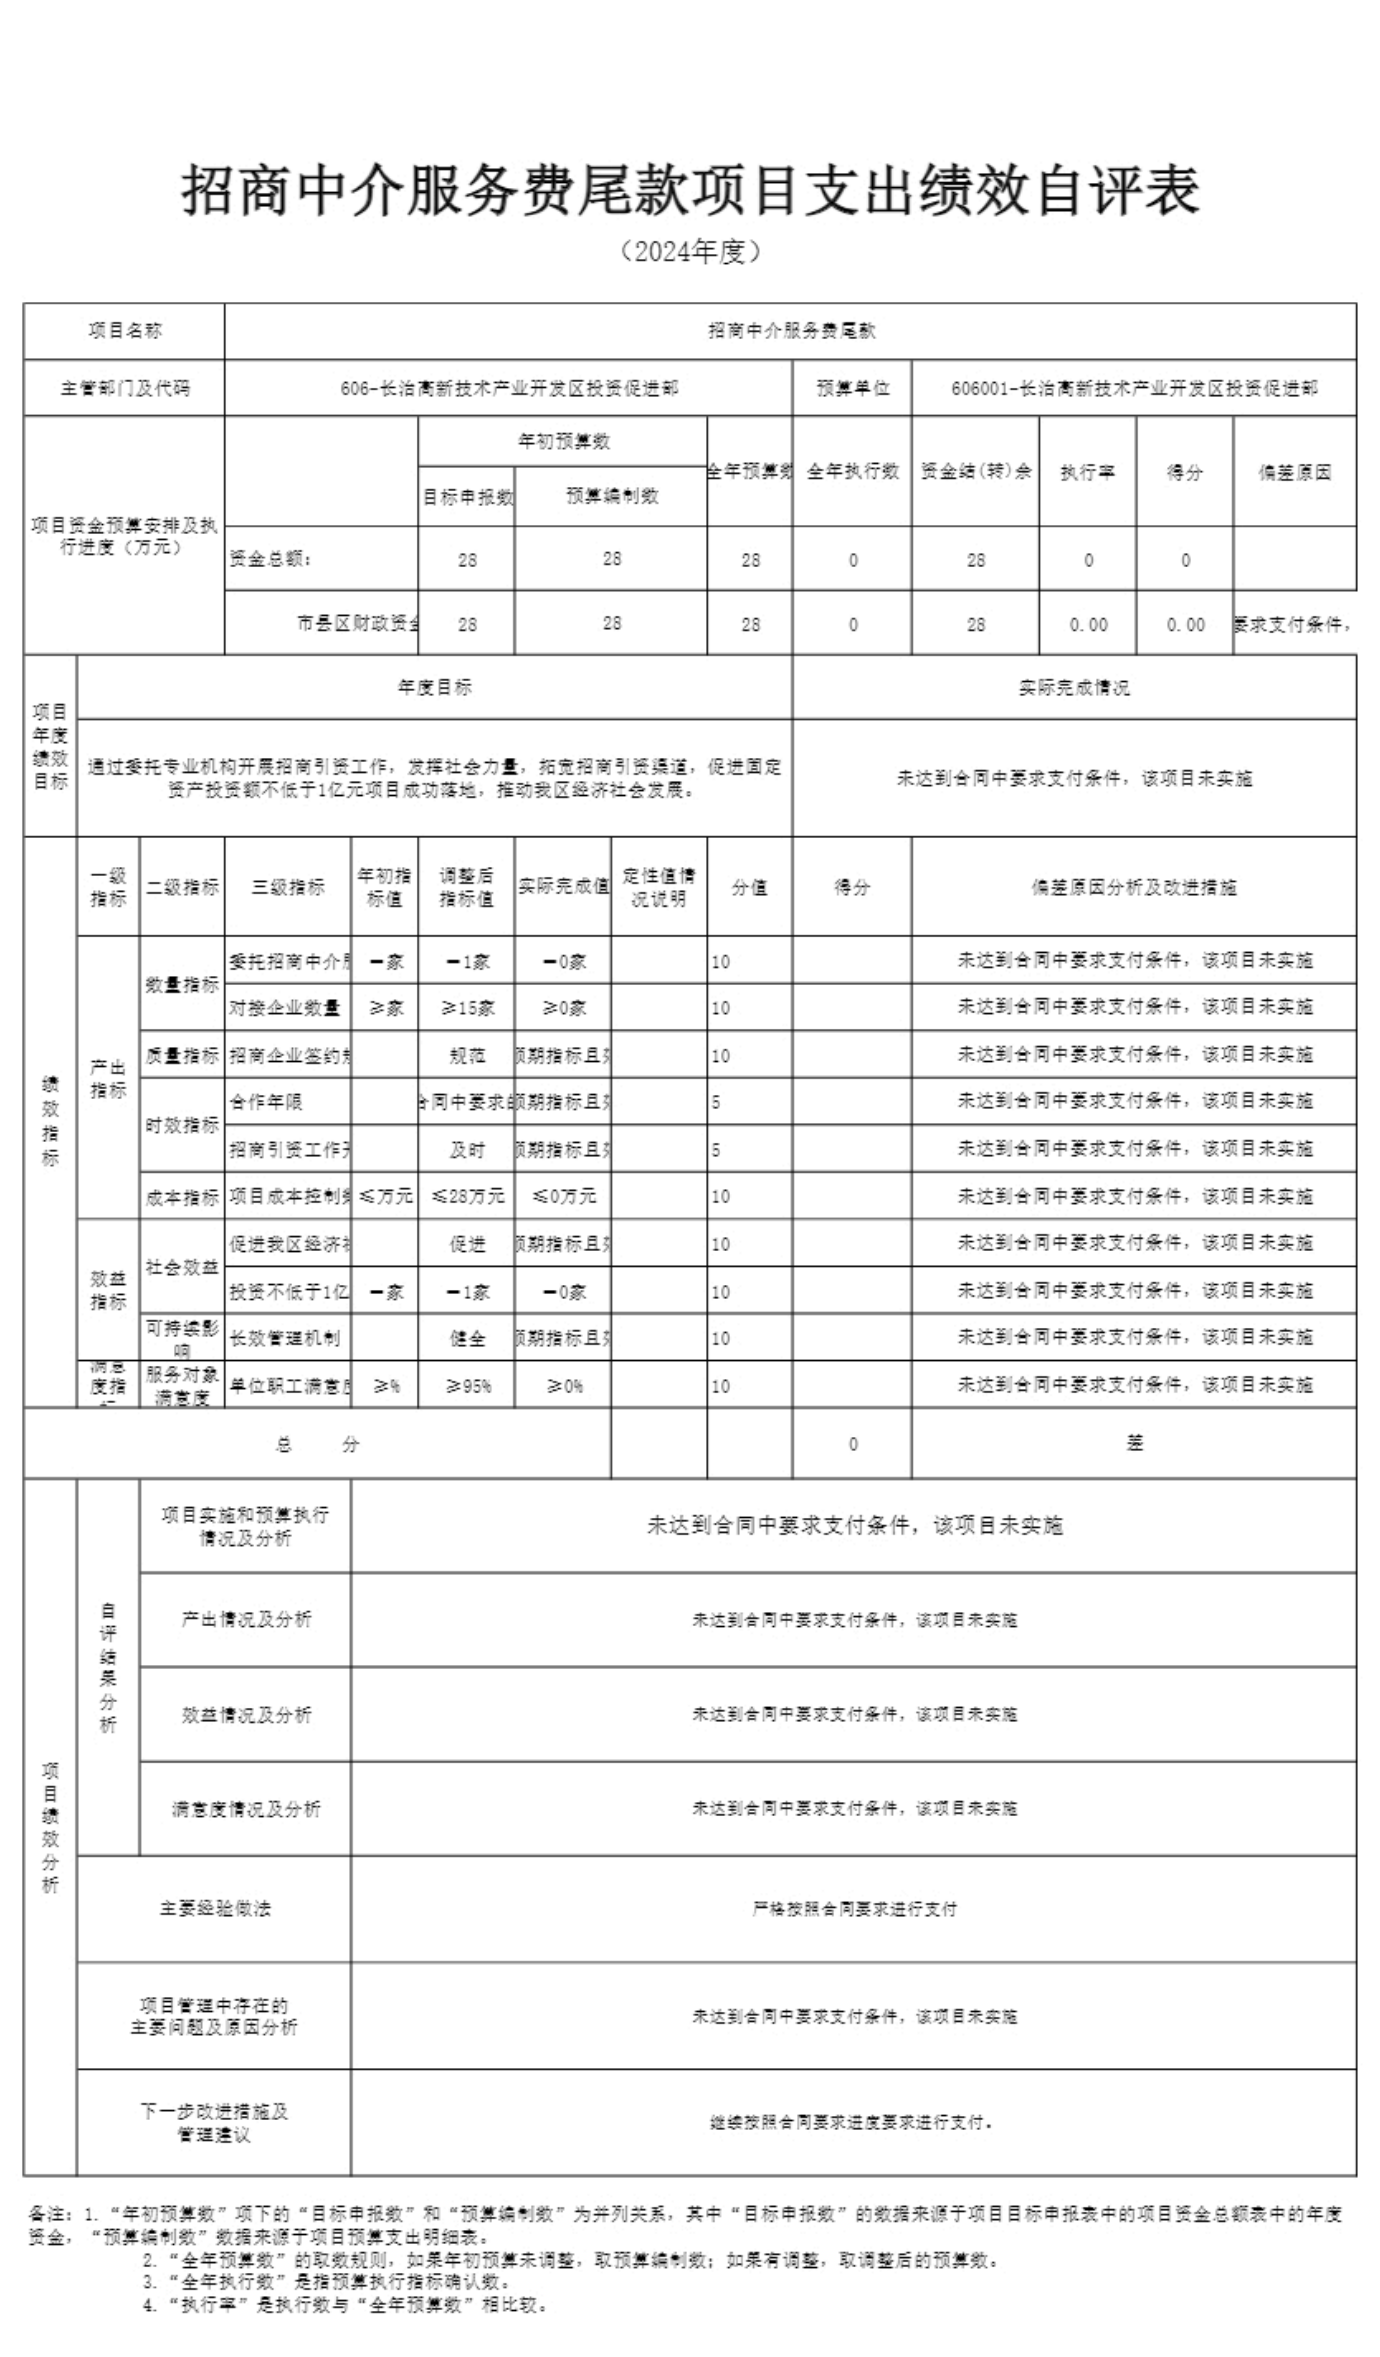 招商中介服务费尾款项目支出绩效自评表
（2024年度）
项目名称
招商中介服务费尾款
主管部门及代码
606-长治高新技术产业开发区投资促进部
预算单位
606001-长治高新技术产业开发区投资促进部
项目资金预算安排及执
行进度（万元）
年初预算数
目标申报数
预算编制数
全年预算数
全年执行数
资金结(转)余
执行率
得分
偏差原因
资金总额：
28
28
28
0
28
0
0
市县区财政资金
28
28
28
0
28
0.00
0.00
要求支付条件，
项目
年度
绩效
目标
年度目标
实际完成情况
通过委托专业机构开展招商引资工作，发挥社会力量，拓宽招商引资渠道，促进固定
资产投资额不低于1亿元项目成功落地，推动我区经济社会发展。
未达到合同中要求支付条件，该项目未实施
绩
效
指
标
一级
指标
二级指标
三级指标
年初指
标值
调整后
指标值
实际完成值
定性值情
况说明
分值
得分
偏差原因分析及改进措施
产出
指标
数量指标
委托招商中介
＝家
＝1家
＝0家
10
未达到合同中要求支付条件，该项目未实施
对接企业数量
≥家
≥15家
≥0家
10
未达到合同中要求支付条件，该项目未实施
质量指标
招商企业签约
规范
预期指标且
10
未达到合同中要求支付条件，该项目未实施
时效指标
合作年限
合同中要求
预期指标且
5
未达到合同中要求支付条件，该项目未实施
招商引资工作
及时
预期指标且
5
未达到合同中要求支付条件，该项目未实施
成本指标
项目成本控制
≤万元
≤28万元
≤0万元
10
未达到合同中要求支付条件，该项目未实施
效益
指标
社会效益
促进我区经济
促进
预期指标且
10
未达到合同中要求支付条件，该项目未实施
投资不低于1亿
＝家
＝1家
＝0家
10
未达到合同中要求支付条件，该项目未实施
可持续影
响
长效管理机制
健全
预期指标且
10
未达到合同中要求支付条件，该项目未实施
满意
度指
服务对象
满意度
单位职工满意度
≥%
≥95%
≥0%
10
未达到合同中要求支付条件，该项目未实施
总 分
0
差
项
目
绩
效
分
析
自
评
结
果
分
析
项目实施和预算执行
情况及分析
未达到合同中要求支付条件，该项目未实施
产出情况及分析
未达到合同中要求支付条件，该项目未实施
效益情况及分析
未达到合同中要求支付条件，该项目未实施
满意度情况及分析
未达到合同中要求支付条件，该项目未实施
主要经验做法
严格按照合同要求进行支付
项目管理中存在的
主要问题及原因分析
未达到合同中要求支付条件，该项目未实施
下一步改进措施及
管理建议
继续按照合同要求进度要求进行支付。
备注：1.“年初预算数”项下的“目标申报数”和“预算编制数”为并列关系，其中“目标申报数”的数据来源于项目目标申报表中的项目资金总额表中的年度
资金，“预算编制数”数据来源于项目预算支出明细表。
2.“全年预算数”的取数规则，如果年初预算未调整，取预算编制数；如果有调整，取调整后的预算数。
3.“全年执行数”是指预算执行指标确认数。
4.“执行率”是执行数与“全年预算数”相比较。